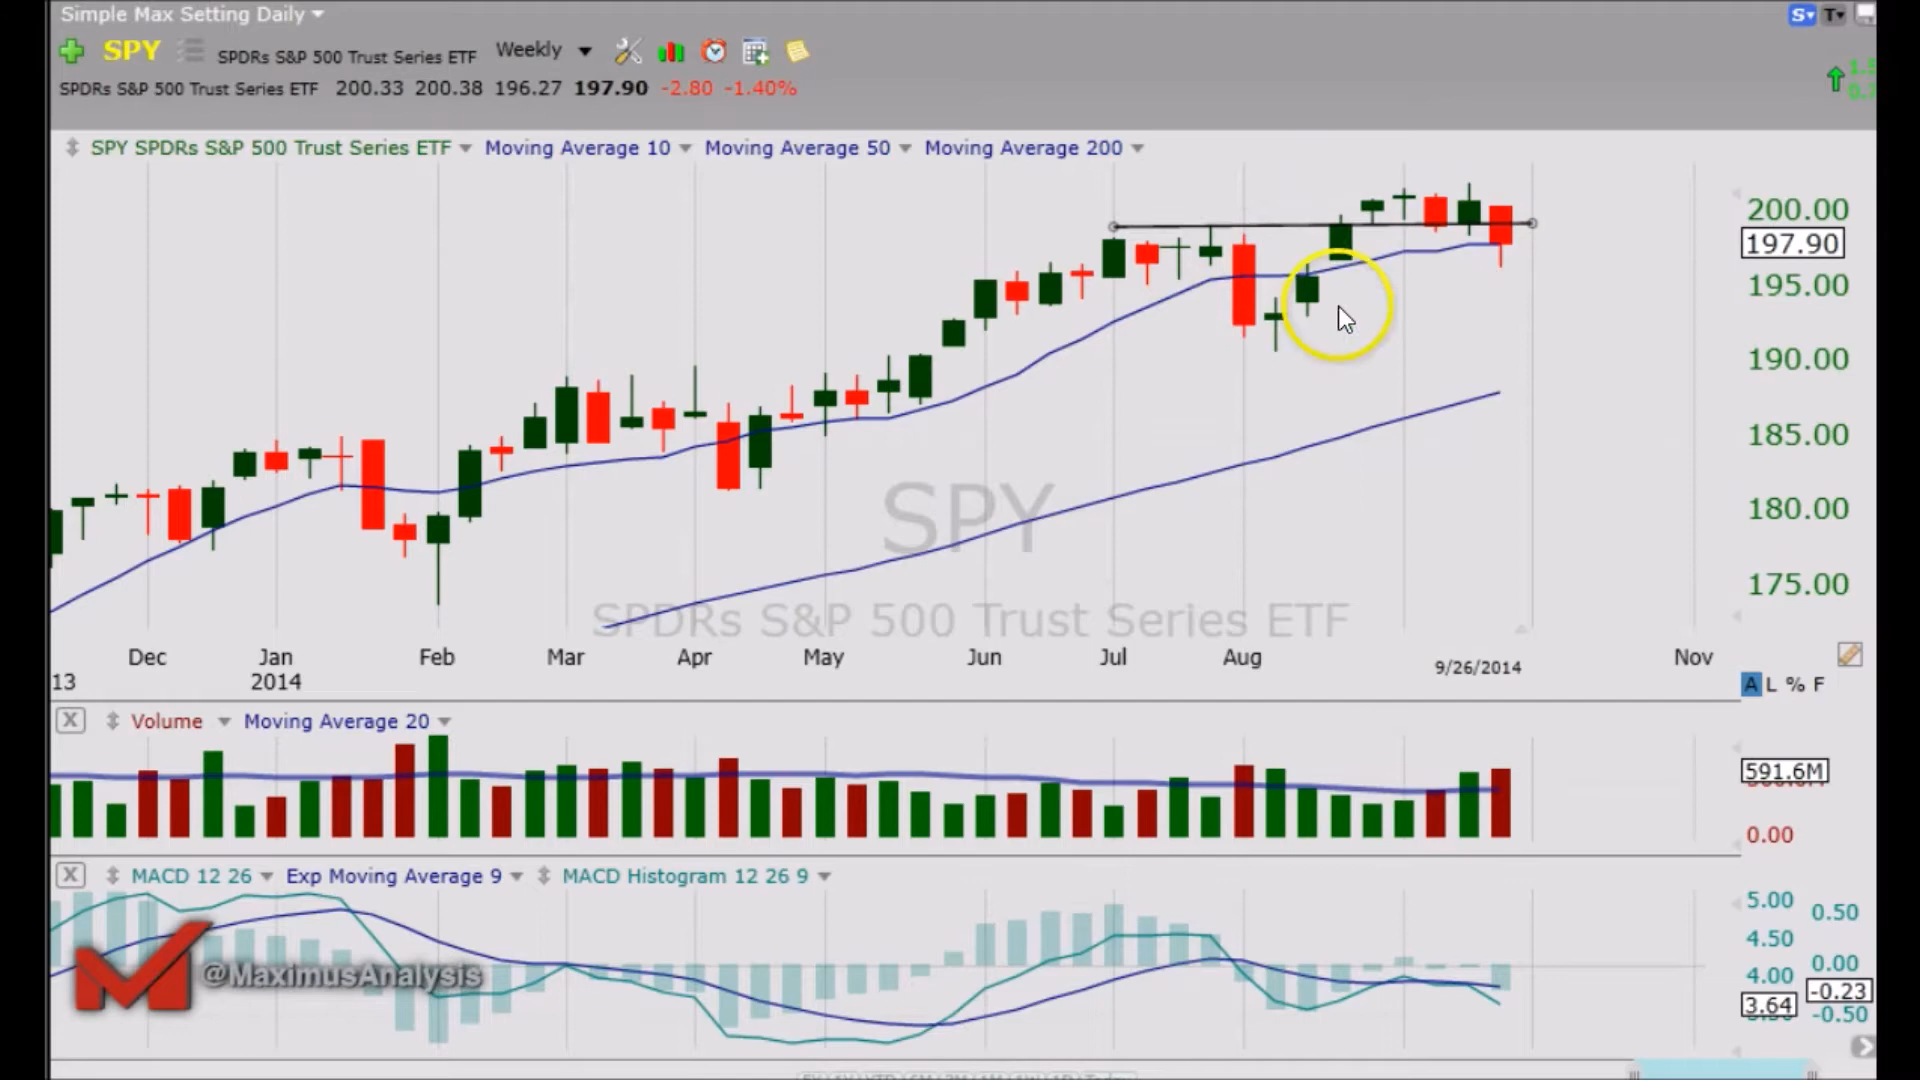 Simple Max Setting Daily
S T
SPY SPDRs S&P 500 Trust Series ETF Weekly
SPDRs S&P 500 Trust Series ETF 200.33 200.38 196.27 197.90 -2.80 -1.40%
SPY SPDRs S&P 500 Trust Series ETF Moving Average 10 Moving Average 50 Moving Average 200
200.00
197.90
195.00
190.00
185.00
180.00
175.00
SPY
SPDRs S&P 500 Trust Series ETF
Dec Jan Feb Mar Apr May Jun Jul Aug 9/26/2014 Nov
13 2014
A L % F
X Volume Moving Average 20
591.6M
0.00
X MACD 12 26 Exp Moving Average 9 MACD Histogram 12 26 9
5.00 0.50
4.50
4.00 0.00
3.64 -0.23
-0.50
@MaximusAnalysis